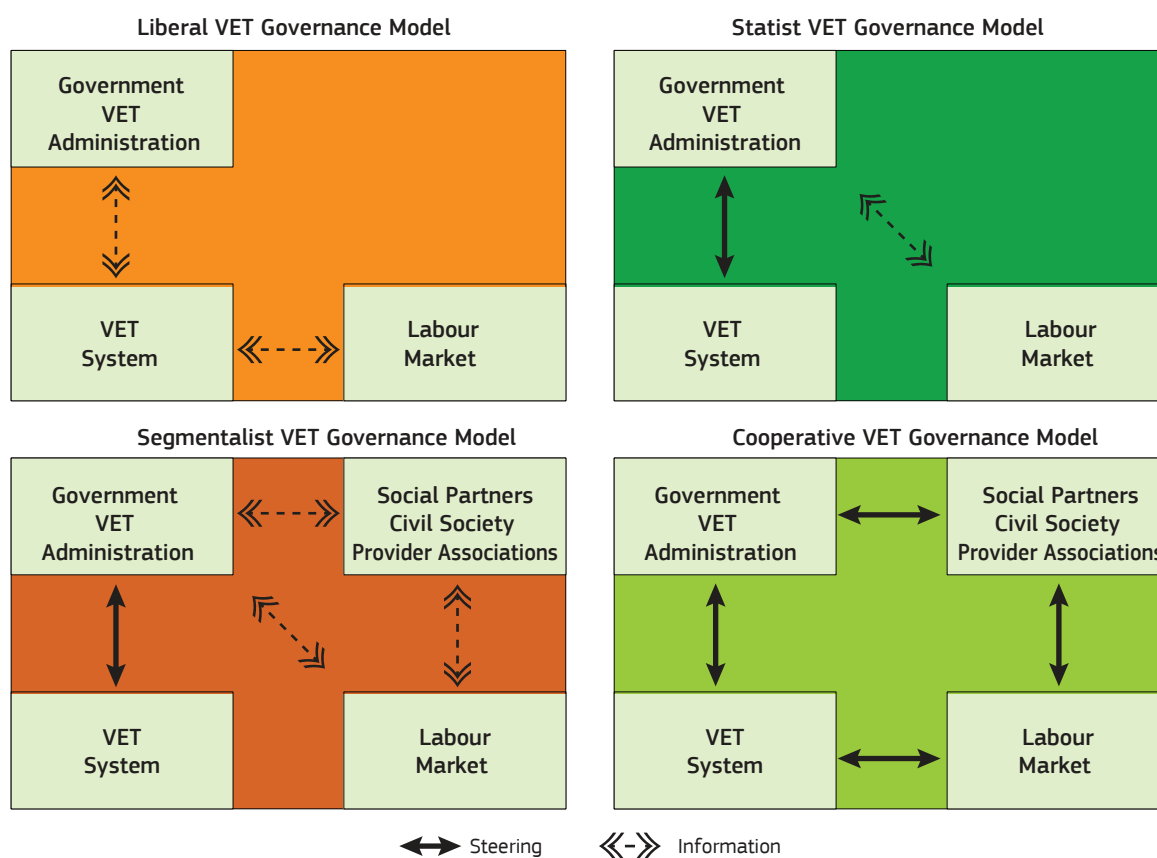 Liberal VET Governance Model
Government
VET
Administration
VET
System
Labour
Market
Statist VET Governance Model
Government
VET
Administration
VET
System
Labour
Market
Segmentalist VET Governance Model
Government
VET
Administration
Social Partners
Civil Society
Provider Associations
VET
System
Labour
Market
Cooperative VET Governance Model
Government
VET
Administration
Social Partners
Civil Society
Provider Associations
VET
System
Labour
Market
Steering
Information